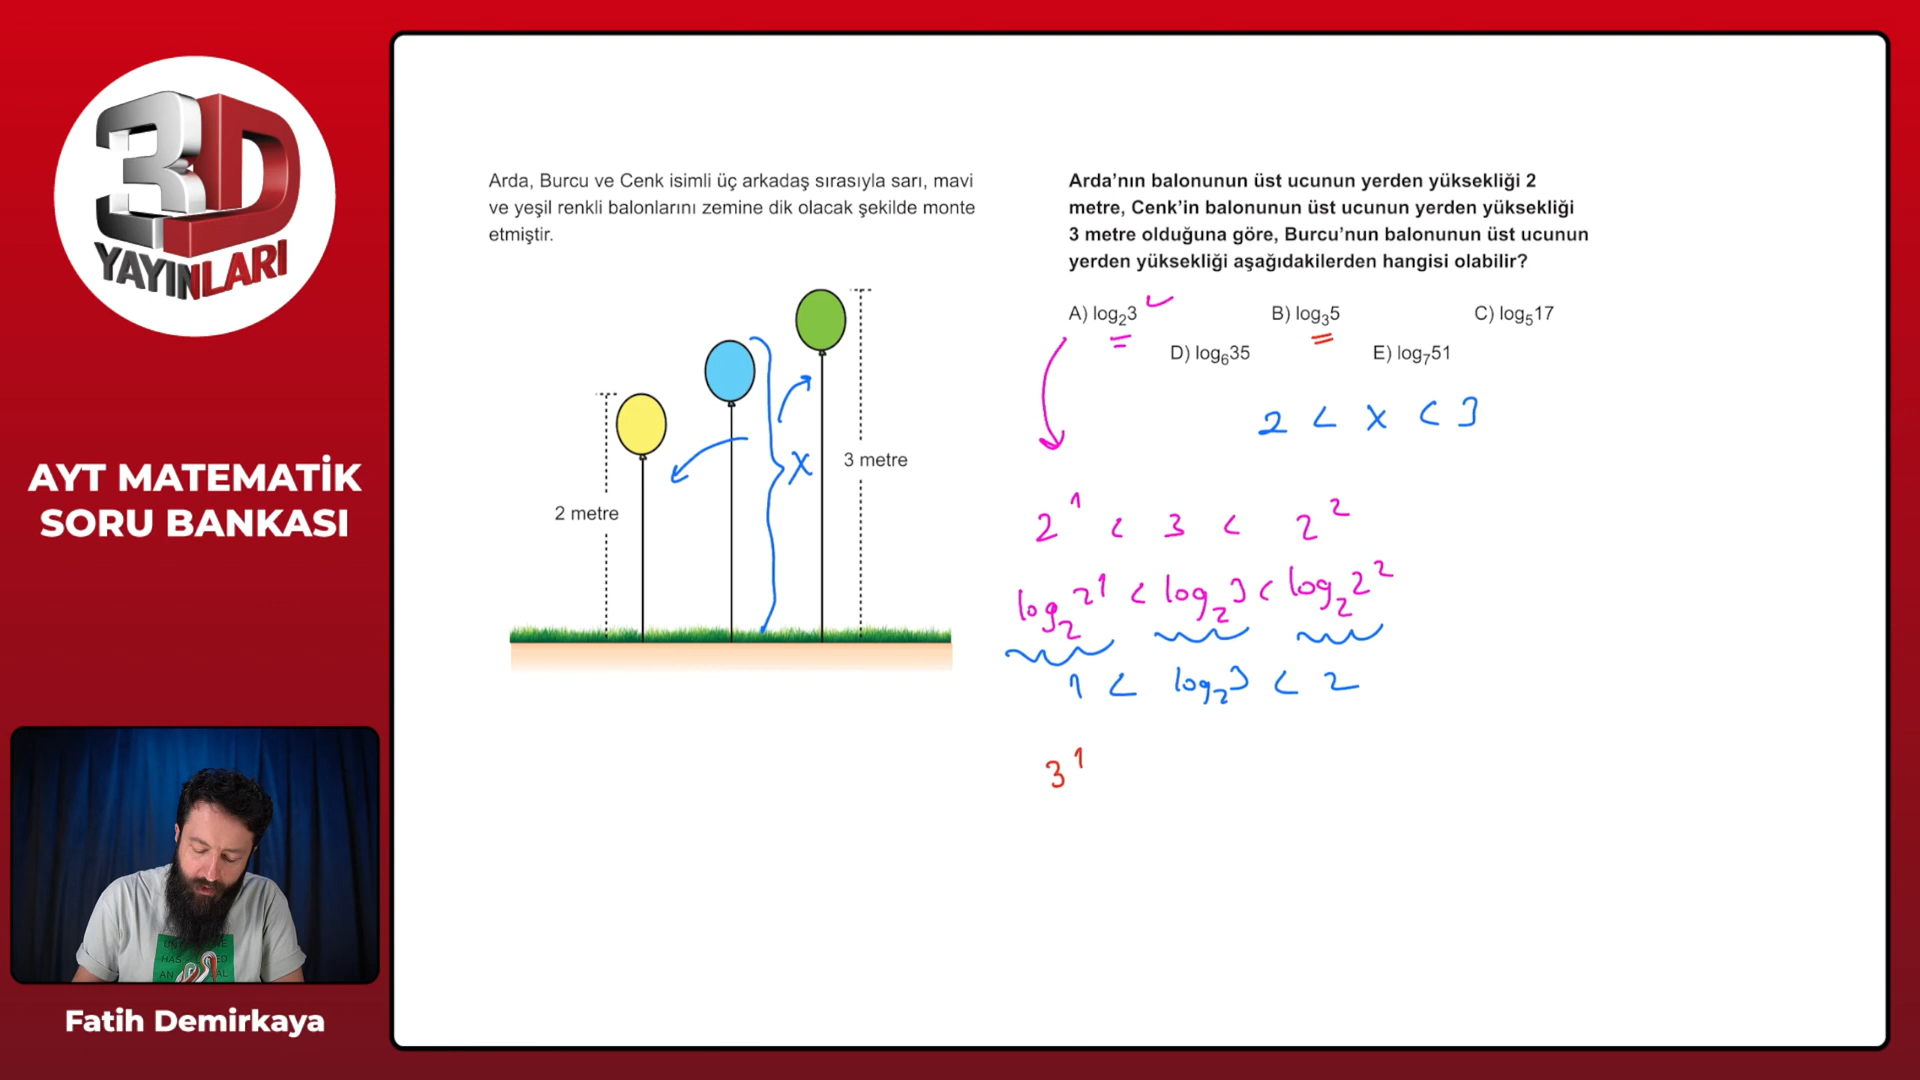 3D
YAYINLARI
AYT MATEMATİK
SORU BANKASI
Fatih Demirkaya
Arda, Burcu ve Cenk isimli üç arkadaş sırasıyla sarı, mavi
ve yeşil renkli balonlarını zemine dik olacak şekilde monte
etmiştir.
2 metre
3 metre
x
Arda’nın balonunun üst ucunun yerden yüksekliği 2
metre, Cenk’in balonunun üst ucunun yerden yüksekliği
3 metre olduğuna göre, Burcu’nun balonunun üst ucunun
yerden yüksekliği aşağıdakilerden hangisi olabilir?
A) log₂3 B) log₃5 C) log₅17
D) log₆35 E) log₇51
2 < x < 3
2¹ < 3 < 2²
log₂2¹ < log₂3 < log₂2²
1 < log₂3 < 2
3¹